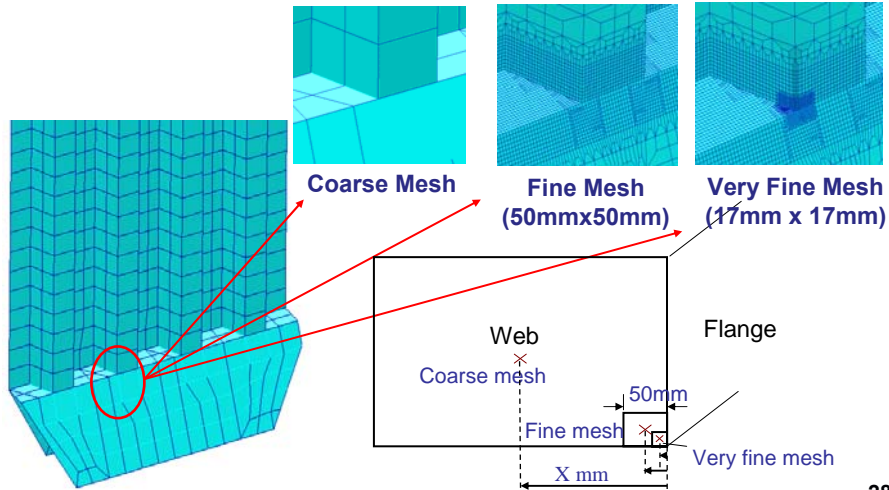 Coarse Mesh
Fine Mesh
(50mmx50mm)
Very Fine Mesh
(17mm x 17mm)
Web
Flange
Coarse mesh
50mm
Fine mesh
Very fine mesh
X mm